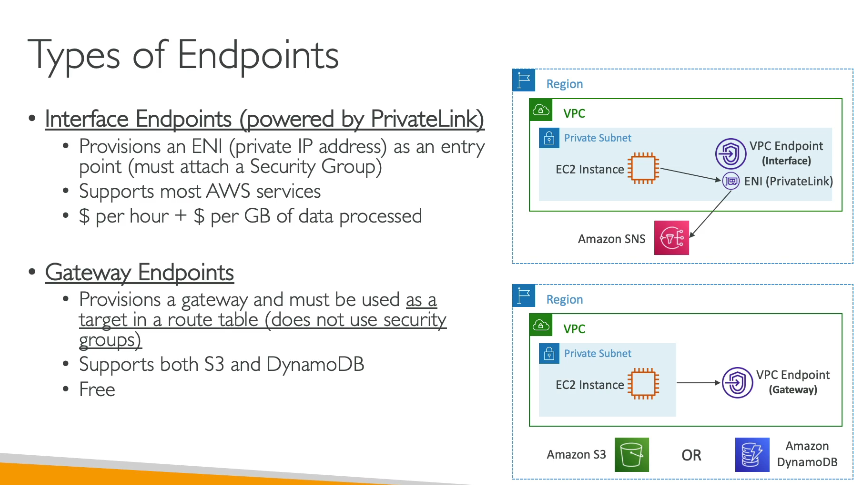 Types of Endpoints
• Interface Endpoints (powered by PrivateLink)
• Provisions an ENI (private IP address) as an entry
point (must attach a Security Group)
• Supports most AWS services
• $ per hour + $ per GB of data processed
• Gateway Endpoints
• Provisions a gateway and must be used as a
target in a route table (does not use security
groups)
• Supports both S3 and DynamoDB
• Free
Region
VPC
Private Subnet
EC2 Instance
VPC Endpoint
(Interface)
ENI (PrivateLink)
Amazon SNS
Region
VPC
Private Subnet
EC2 Instance
VPC Endpoint
(Gateway)
Amazon S3
OR
Amazon
DynamoDB